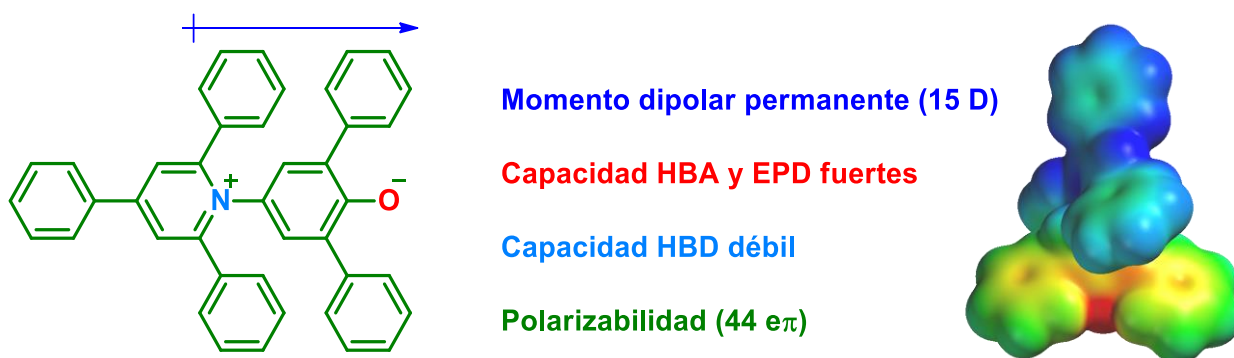 Momento dipolar permanente (15 D)
Capacidad HBA y EPD fuertes
N
+
O
−
Capacidad HBD débil
Polarizabilidad (44 eπ)